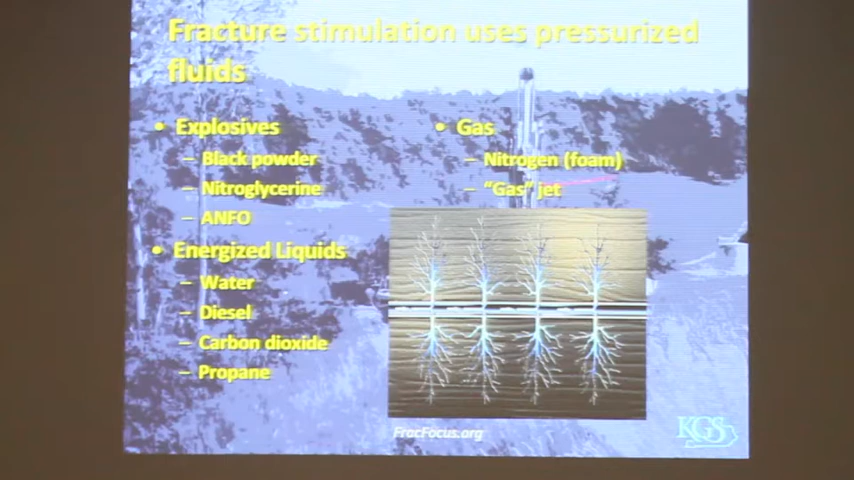 Fracture stimulation uses pressurized
fluids
• Explosives
– Black powder
– Nitroglycerine
– ANFO
• Energized Liquids
– Water
– Diesel
– Carbon dioxide
– Propane
• Gas
– Nitrogen (foam)
– "Gas" jet
FracFocus.org
KGS